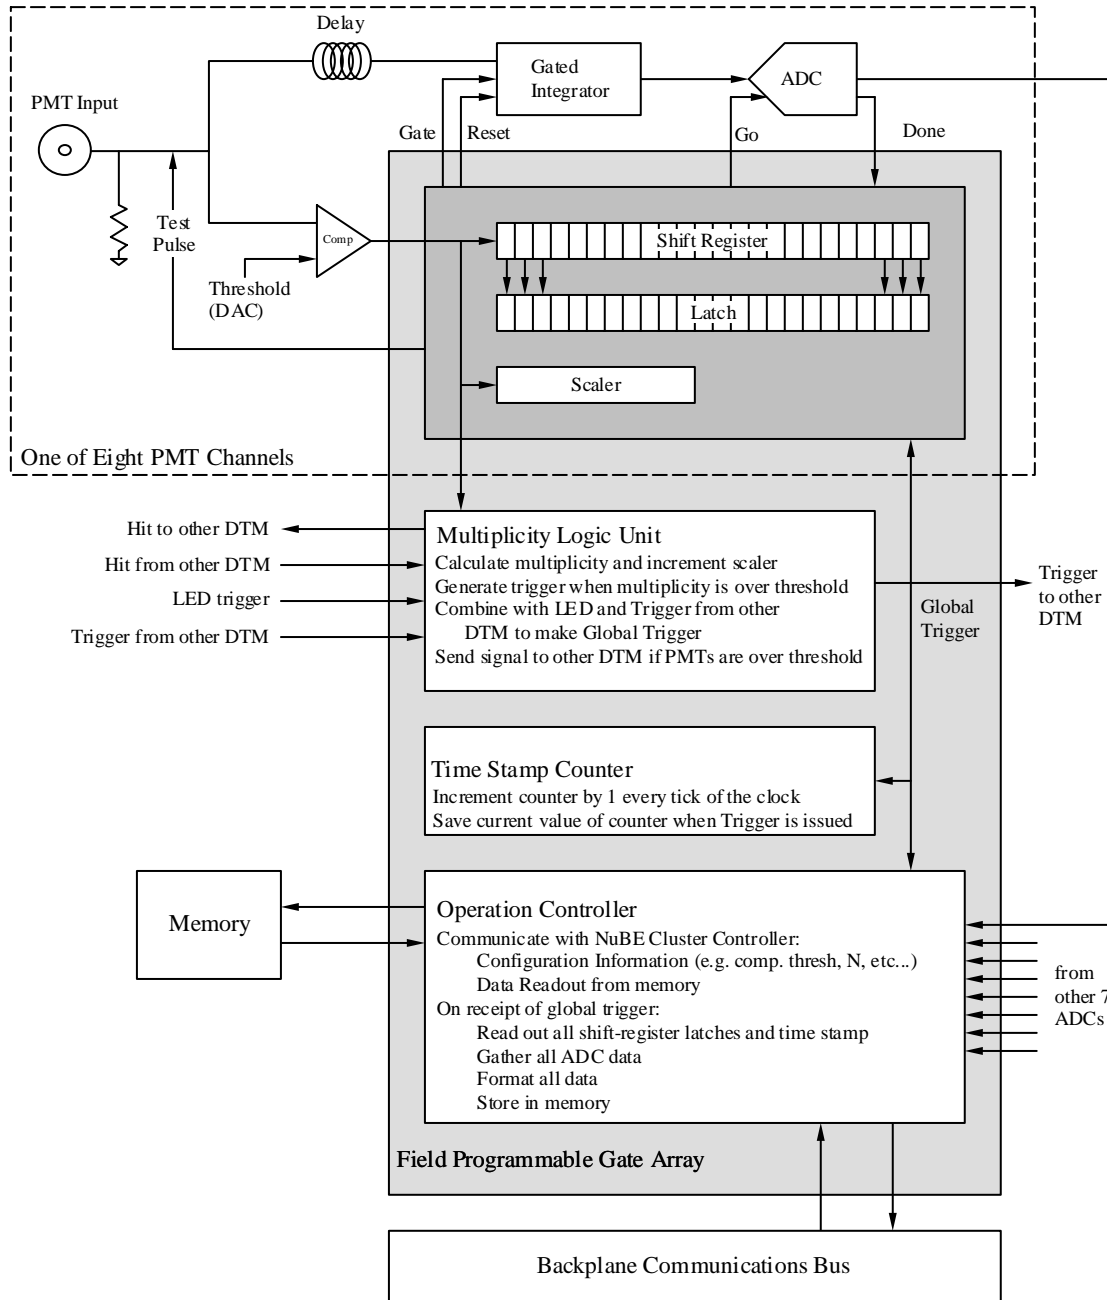 Delay
PMT Input
Gated
Integrator
ADC
Gate
Reset
Go
Done
Test
Pulse
Comp
Shift Register
Threshold
(DAC)
Latch
Scaler
One of Eight PMT Channels
Hit to other DTM
Hit from other DTM
LED trigger
Trigger from other DTM
Multiplicity Logic Unit
Calculate multiplicity and increment scaler
Generate trigger when multiplicity is over threshold
Combine with LED and Trigger from other
DTM to make Global Trigger
Send signal to other DTM if PMTs are over threshold
Global
Trigger
Trigger
to other
DTM
Time Stamp Counter
Increment counter by 1 every tick of the clock
Save current value of counter when Trigger is issued
Memory
Operation Controller
Communicate with NuBE Cluster Controller:
Configuration Information (e.g. comp. thresh, N, etc...)
Data Readout from memory
On receipt of global trigger:
Read out all shift-register latches and time stamp
Gather all ADC data
Format all data
Store in memory
from
other 7
ADCs
Field Programmable Gate Array
Backplane Communications Bus